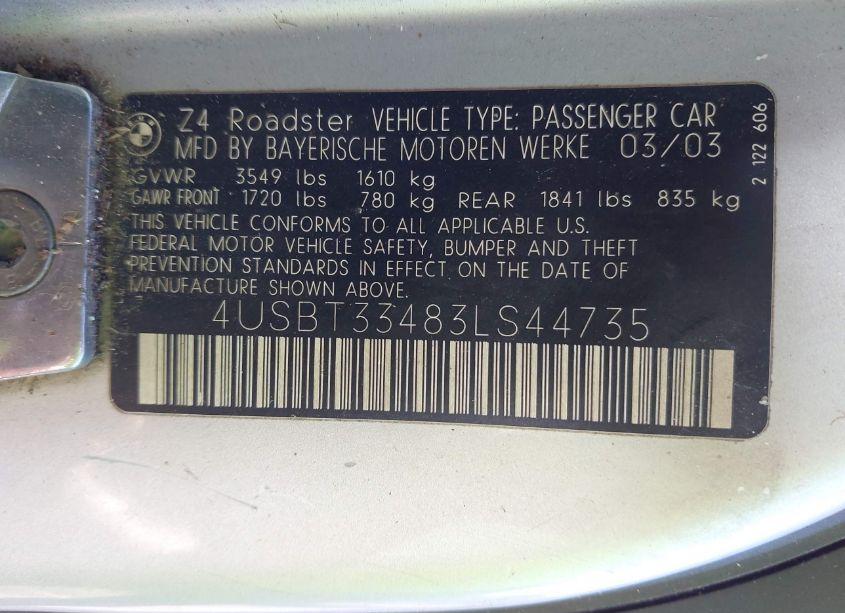 Z4 Roadster VEHICLE TYPE: PASSENGER CAR
MFD BY BAYERISCHE MOTOREN WERKE 03/03
GVWR 3549 lbs 1610 kg
GAWR FRONT 1720 lbs 780 kg REAR 1841 lbs 835 kg
THIS VEHICLE CONFORMS TO ALL APPLICABLE U.S.
FEDERAL MOTOR VEHICLE SAFETY, BUMPER AND THEFT
PREVENTION STANDARDS IN EFFECT ON THE DATE OF
MANUFACTURE SHOWN ABOVE.
4USBT33483LS44735
2 122 606